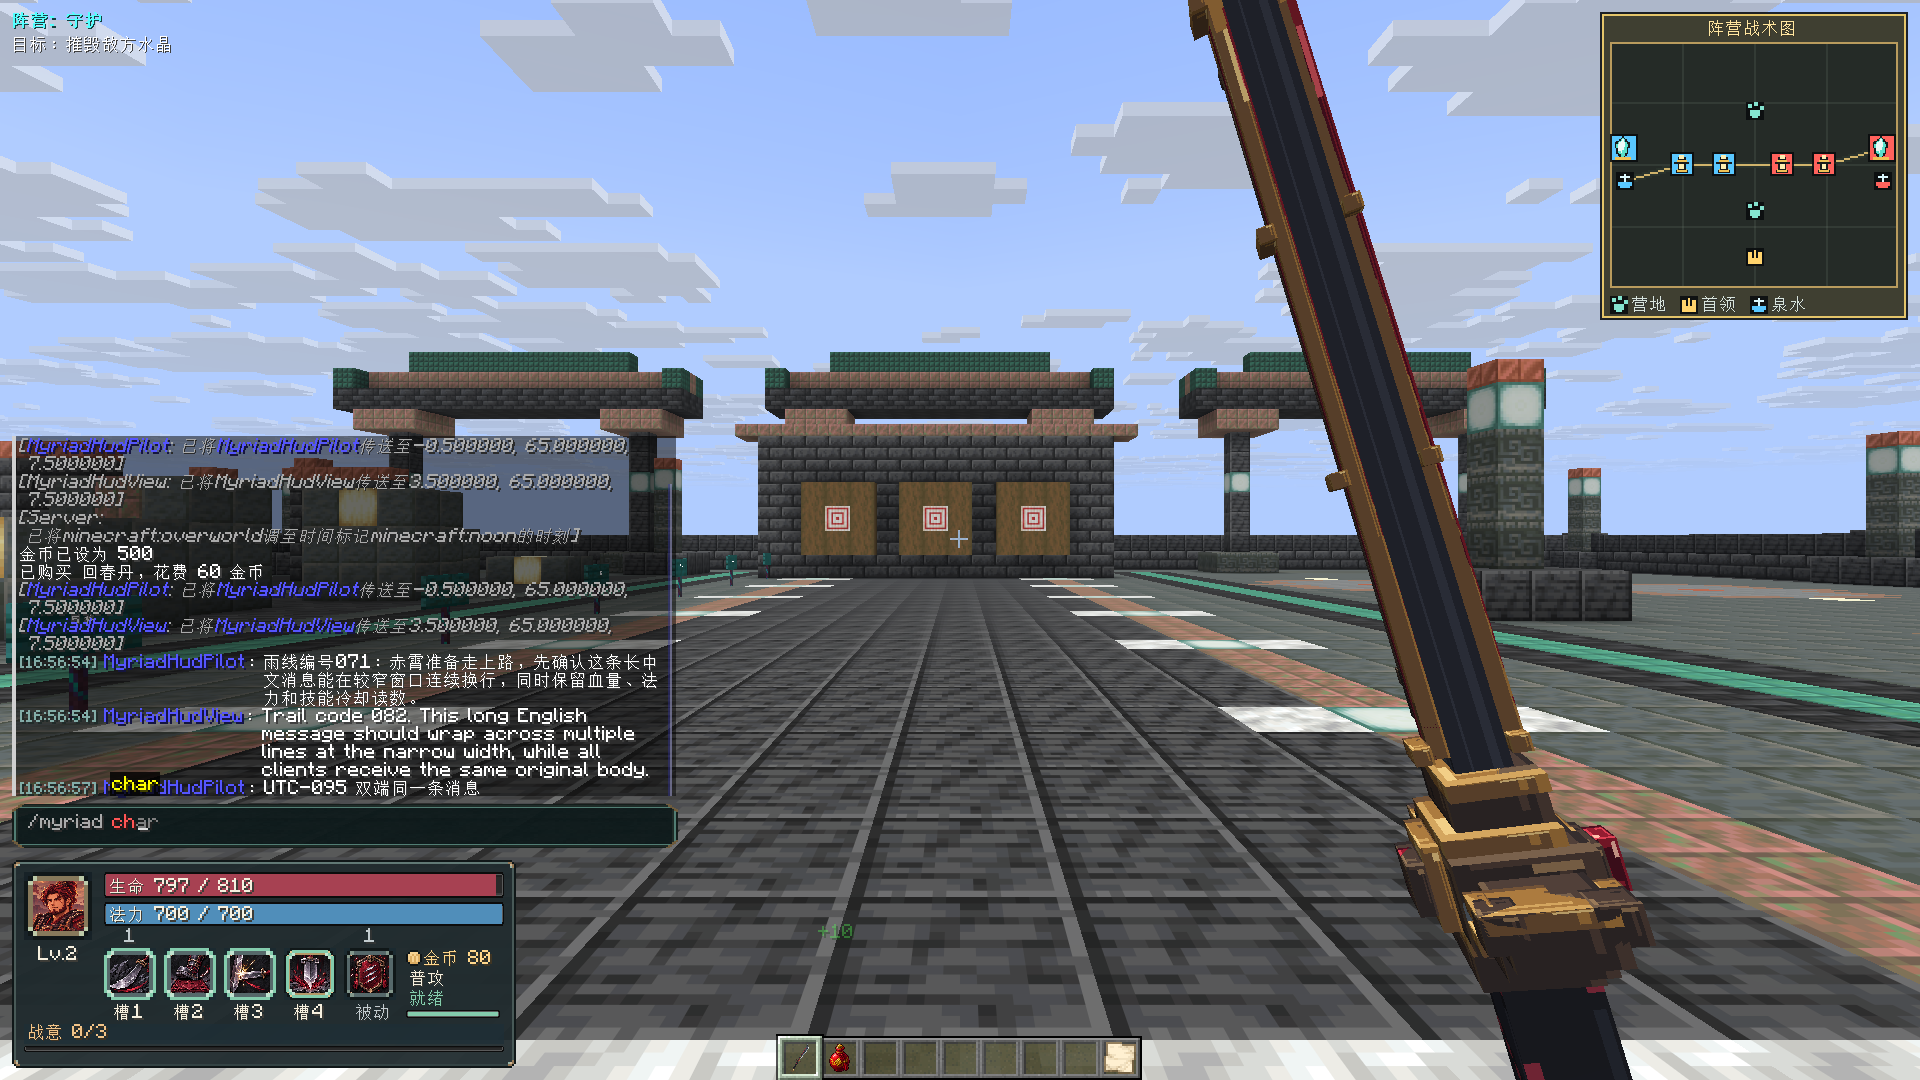 阵营: 守护
目标：摧毁敌方水晶
阵营战术图
营地 首领 泉水
[MyriadHudPilot: 已将MyriadHudPilot传送至-0.500000, 65.000000,
7.500000]
[MyriadHudView: 已将MyriadHudView传送至3.500000, 65.000000,
7.500000]
[Server:
已将minecraft:overworld调至时间标记minecraft:noon的时刻]
金币已设为 500
已购买 回春丹，花费 60 金币
[MyriadHudPilot: 已将MyriadHudPilot传送至-0.500000, 65.000000,
7.500000]
[MyriadHudView: 已将MyriadHudView传送至3.500000, 65.000000,
7.500000]
[16:56:54] MyriadHudPilot: 雨线编号071：赤霄准备走上路，先确认这条长中
文消息能在较窄窗口连续换行，同时保留血量、法
力和技能冷却读数。
[16:56:54] MyriadHudView: Trail code 082. This long English
message should wrap across multiple
lines at the narrow width, while all
clients receive the same original body.
[16:56:57] MyriadHudPilot: UTC-095 双端同一条消息
char
/myriad char
生命 797 / 810
法力 700 / 700
Lv.2
1 1
槽1 槽2 槽3 槽4 被动
金币 80
普攻
就绪
战意 0/3
+10